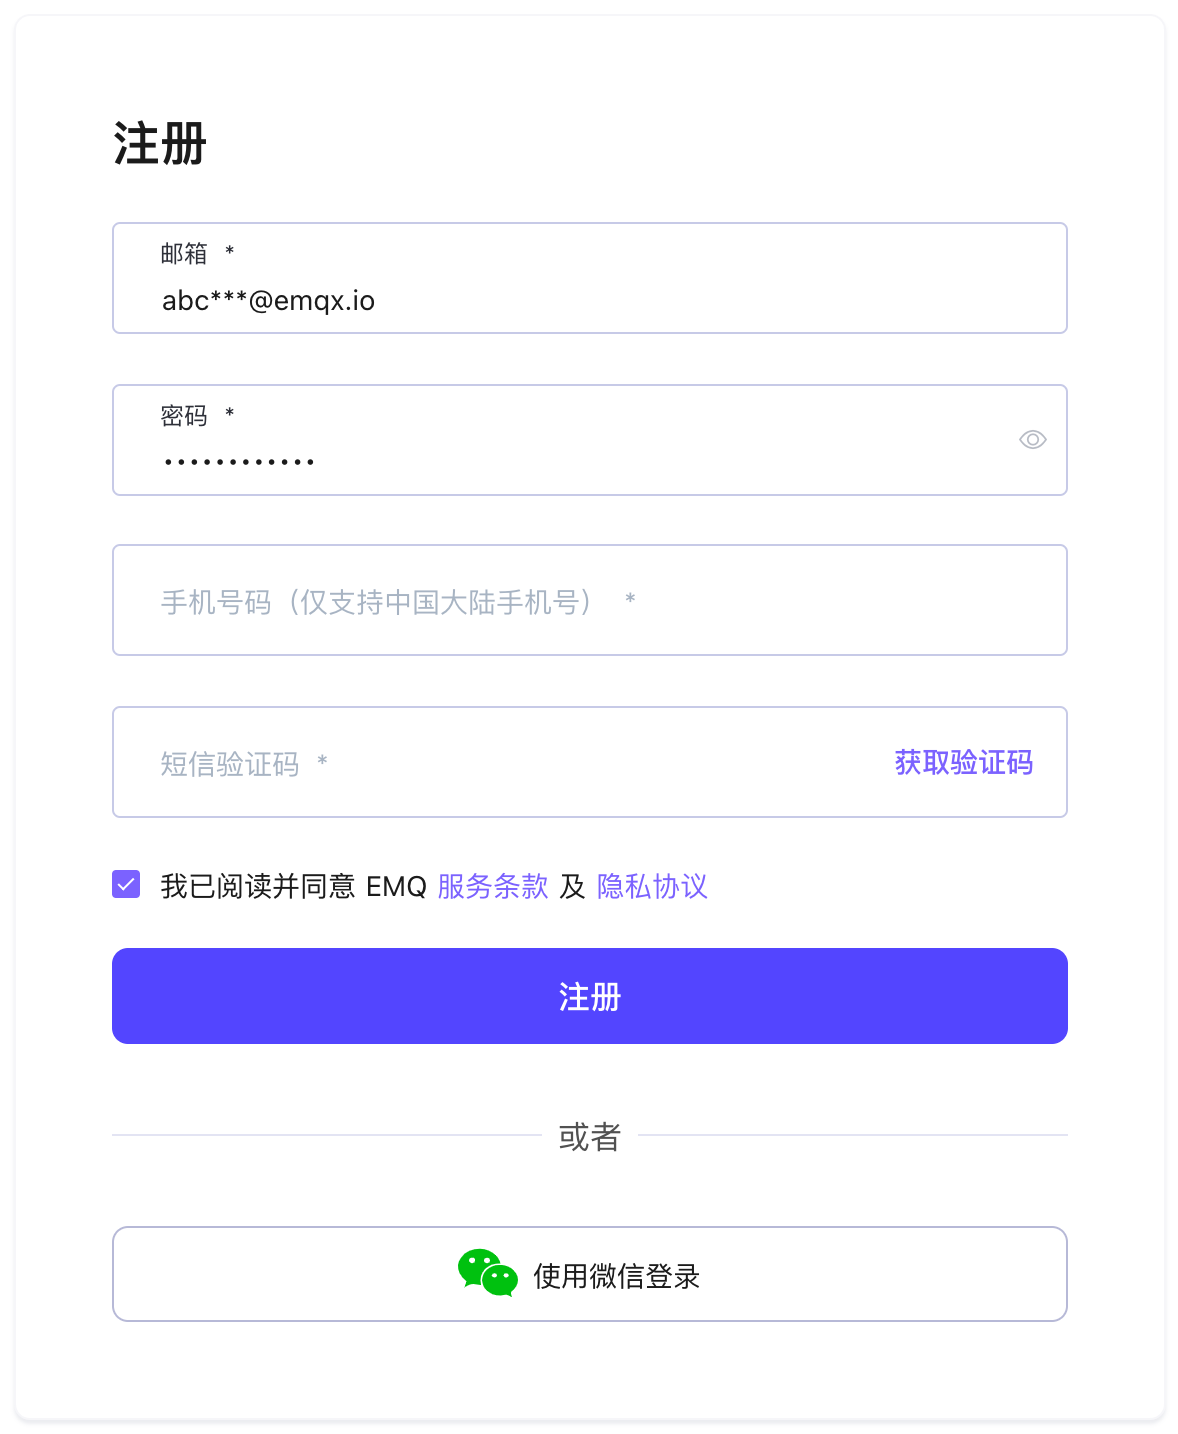 注册
邮箱 *
abc***@emqx.io
密码 *
••••••••••••
手机号码（仅支持中国大陆手机号） *
短信验证码 * 获取验证码
我已阅读并同意 EMQ 服务条款 及 隐私协议
注册
或者
使用微信登录